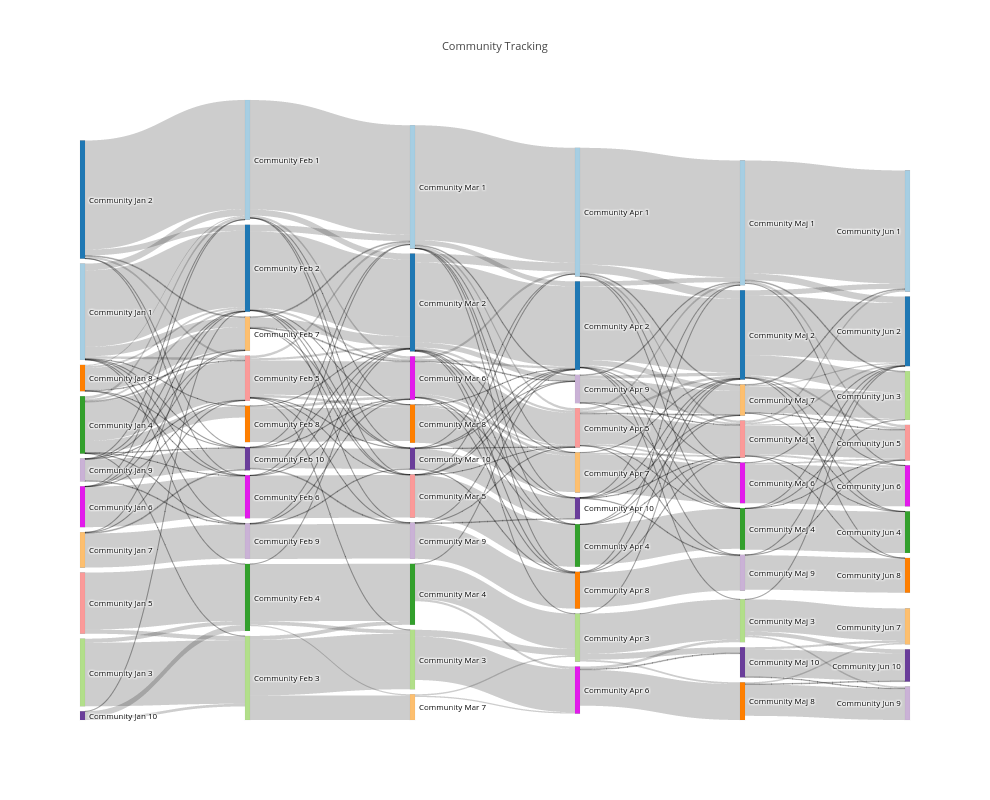 Community Tracking
Community Jan 2
Community Jan 1
Community Jan 8
Community Jan 4
Community Jan 9
Community Jan 6
Community Jan 7
Community Jan 5
Community Jan 3
Community Jan 10
Community Feb 1
Community Feb 2
Community Feb 7
Community Feb 5
Community Feb 8
Community Feb 10
Community Feb 6
Community Feb 9
Community Feb 4
Community Feb 3
Community Mar 1
Community Mar 2
Community Mar 6
Community Mar 8
Community Mar 10
Community Mar 5
Community Mar 9
Community Mar 4
Community Mar 3
Community Mar 7
Community Apr 1
Community Apr 2
Community Apr 9
Community Apr 5
Community Apr 7
Community Apr 10
Community Apr 4
Community Apr 8
Community Apr 3
Community Apr 6
Community Maj 1
Community Maj 2
Community Maj 7
Community Maj 5
Community Maj 6
Community Maj 4
Community Maj 9
Community Maj 3
Community Maj 10
Community Maj 8
Community Jun 1
Community Jun 2
Community Jun 3
Community Jun 5
Community Jun 6
Community Jun 4
Community Jun 8
Community Jun 7
Community Jun 10
Community Jun 9